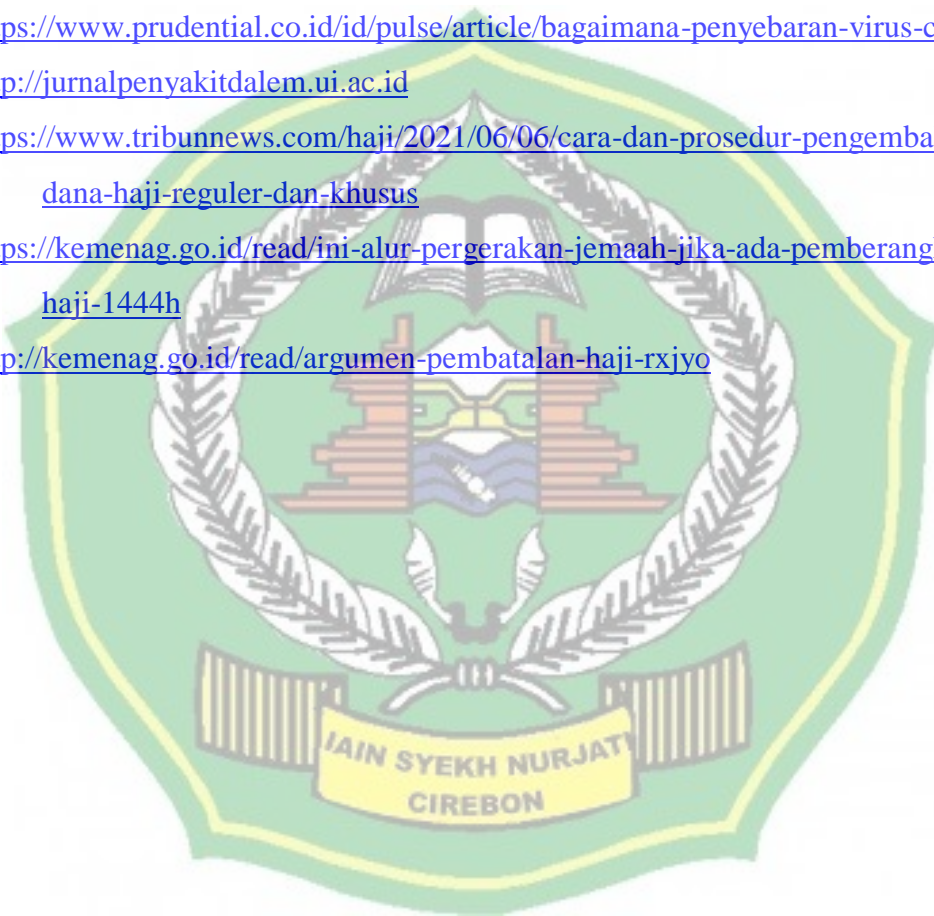 ps://www.prudential.co.id/id/pulse/article/bagaimana-penyebaran-virus-c
p://jurnalpenyakitdalem.ui.ac.id
ps://www.tribunnews.com/haji/2021/06/06/cara-dan-prosedur-pengemba
dana-haji-reguler-dan-khusus
ps://kemenag.go.id/read/ini-alur-pergerakan-jemaah-jika-ada-pemberang
haji-1444h
p://kemenag.go.id/read/argumen-pembatalan-haji-rxjyo
IAIN SYEKH NURJATI
CIREBON